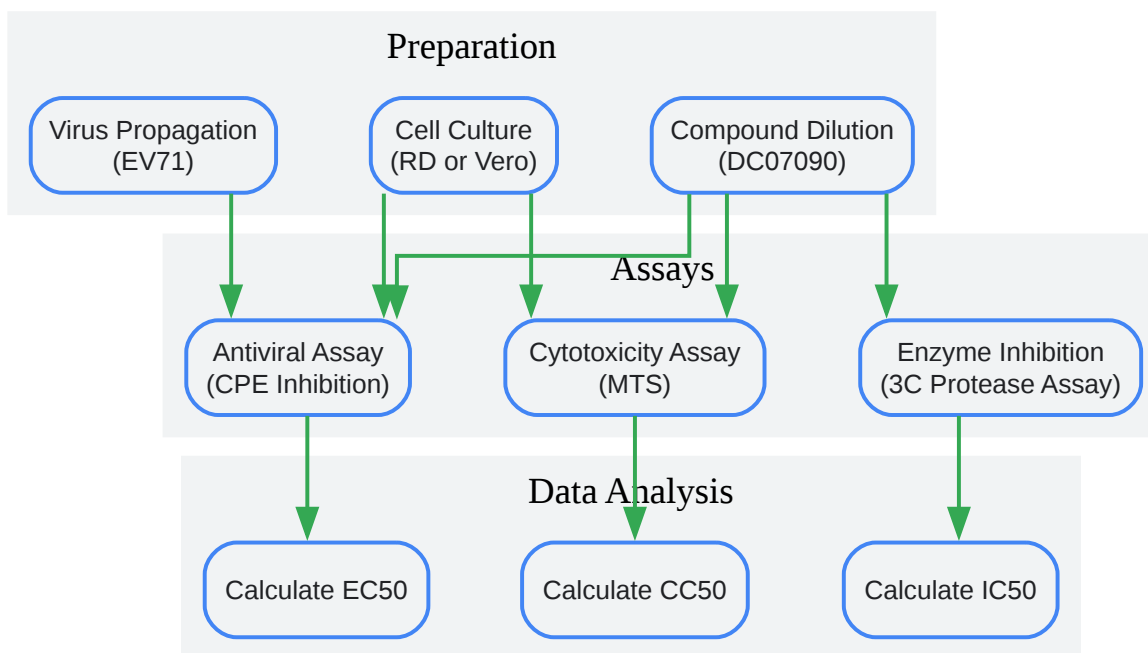 Preparation
Virus Propagation
(EV71)
Cell Culture
(RD or Vero)
Compound Dilution
(DC07090)
Assays
Antiviral Assay
(CPE Inhibition)
Cytotoxicity Assay
(MTS)
Enzyme Inhibition
(3C Protease Assay)
Data Analysis
Calculate EC50
Calculate CC50
Calculate IC50